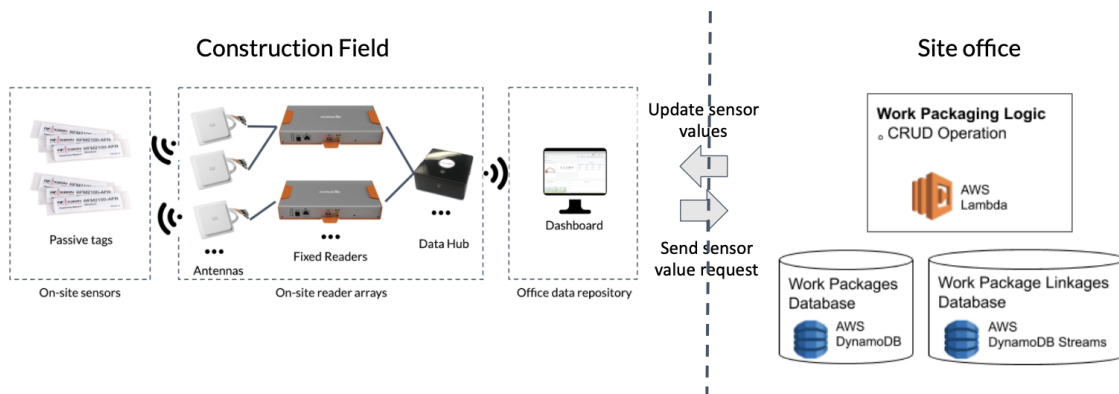 Construction Field
Site office
Passive tags
On-site sensors
Antennas
Fixed Readers
Data Hub
On-site reader arrays
Dashboard
Office data repository
Update sensor
values
Send sensor
value request
Work Packaging Logic
CRUD Operation
AWS
Lambda
Work Packages
Database
AWS
DynamoDB
Work Package Linkages
Database
AWS
DynamoDB Streams